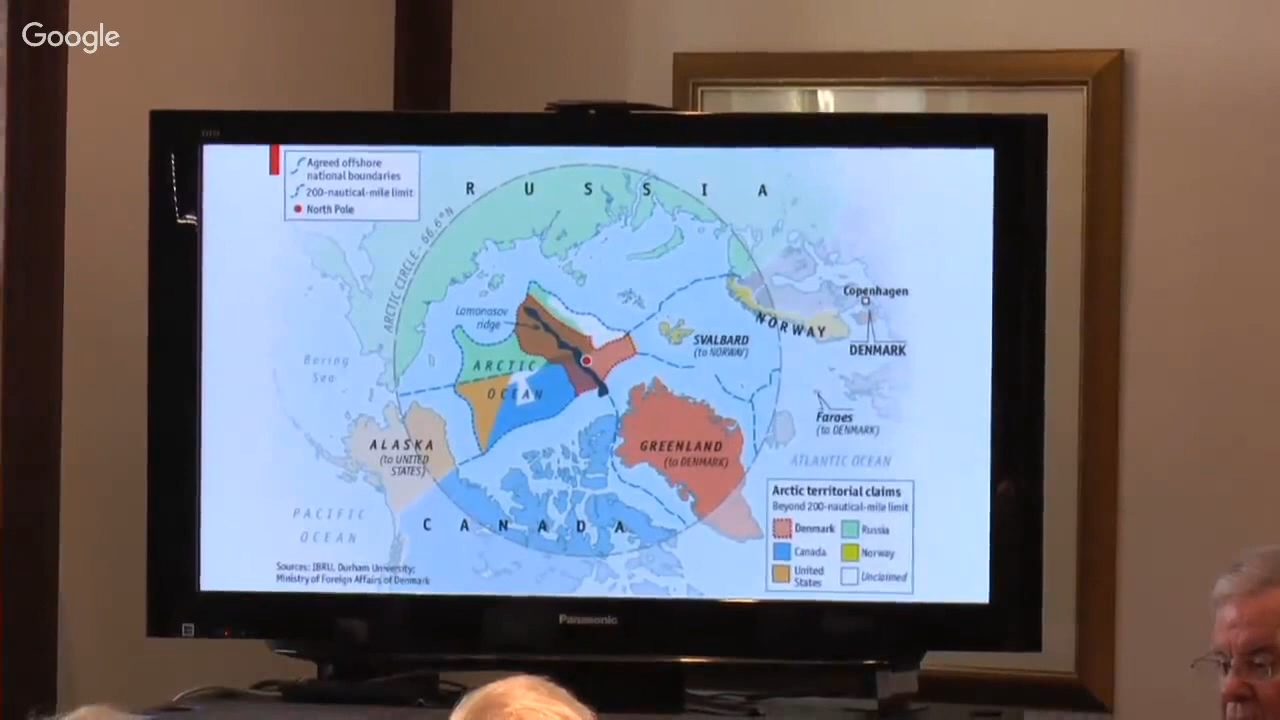 Google
Agreed offshore
national boundaries
200-nautical-mile limit
North Pole
R U S S I A
ARCTIC CIRCLE - 66.6°N
Lomonosov
ridge
Copenhagen
NORWAY
DENMARK
SVALBARD
(to NORWAY)
Bering
Sea
ARCTIC
OCEAN
Faroes
(to DENMARK)
ALASKA
(to UNITED
STATES)
GREENLAND
(to DENMARK)
ATLANTIC OCEAN
PACIFIC
OCEAN
C A N A D A
Arctic territorial claims
Beyond 200-nautical-mile limit
Denmark
Russia
Canada
Norway
United
States
Unclaimed
Sources: IBRU, Durham University;
Ministry of Foreign Affairs of Denmark
Panasonic